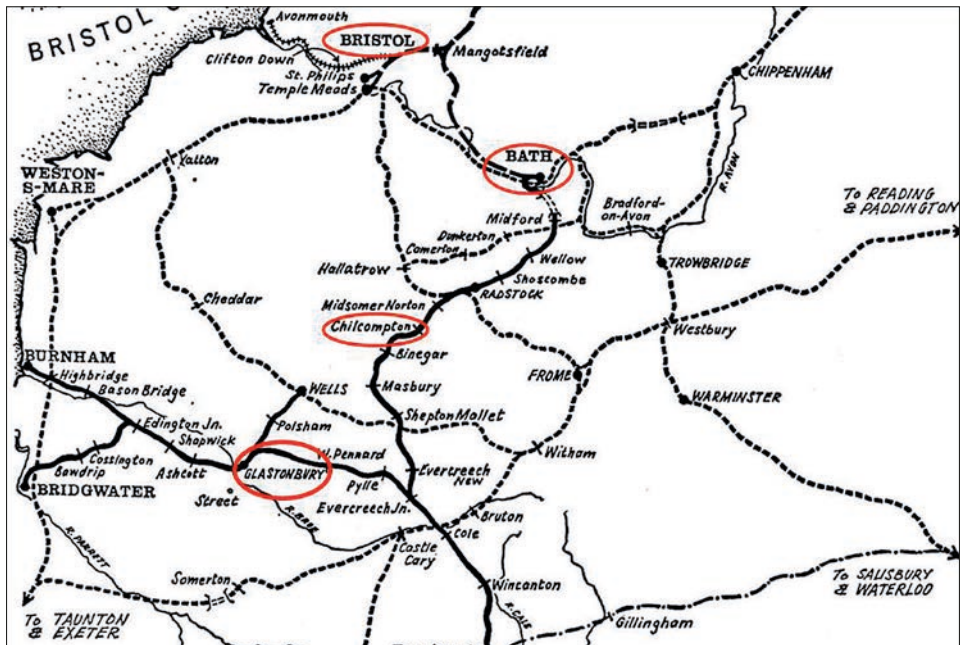 BRISTOL
Avonmouth
BRISTOL
Mangotsfield
Clifton Down
St. Philips
Temple Meads
CHIPPENHAM
Yatton
WESTON-
S-MARE
BATH
R. AVON
To READING
& PADDINGTON
Midford
Bradford-
on-Avon
Dunkerton
Camerton
Wellow
Hallatrow
TROWBRIDGE
Shoscombe
RADSTOCK
Cheddar
Midsomer Norton
Chilcompton
Westbury
Binegar
BURNHAM
Highbridge
Bason Bridge
WELLS
Masbury
FROME
WARMINSTER
Edington Jn.
Polsham
Shepton Mallet
Shapwick
Cossington
Bawdrip
Ashcott
GLASTONBURY
W. Pennard
Witham
Evertreech
NEW
Pylle
BRIDGWATER
Street
R. BRUE
Evercreech Jn.
Bruton
Cole
Castle
Cary
R. PARRETT
Somerton
Wincanton
To SALISBURY
& WATERLOO
R. CALE
To TAUNTON
& EXETER
Gillingham